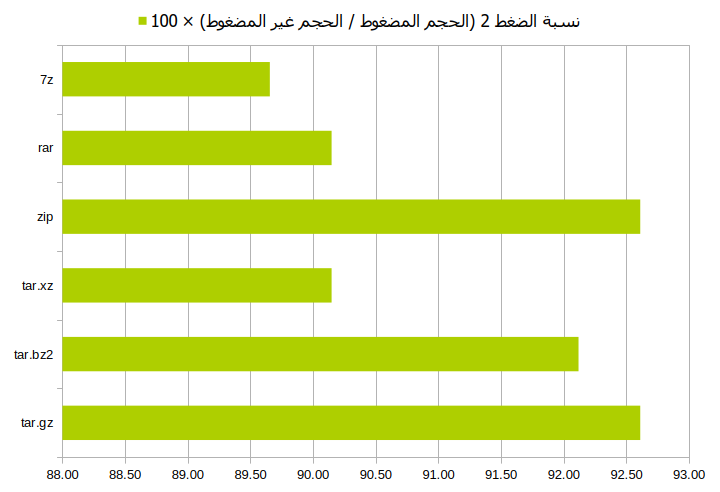 نسبة الضغط 2 (الحجم المضغوط / الحجم غير المضغوط) × 100
7z
rar
zip
tar.xz
tar.bz2
tar.gz
88.00 88.50 89.00 89.50 90.00 90.50 91.00 91.50 92.00 92.50 93.00